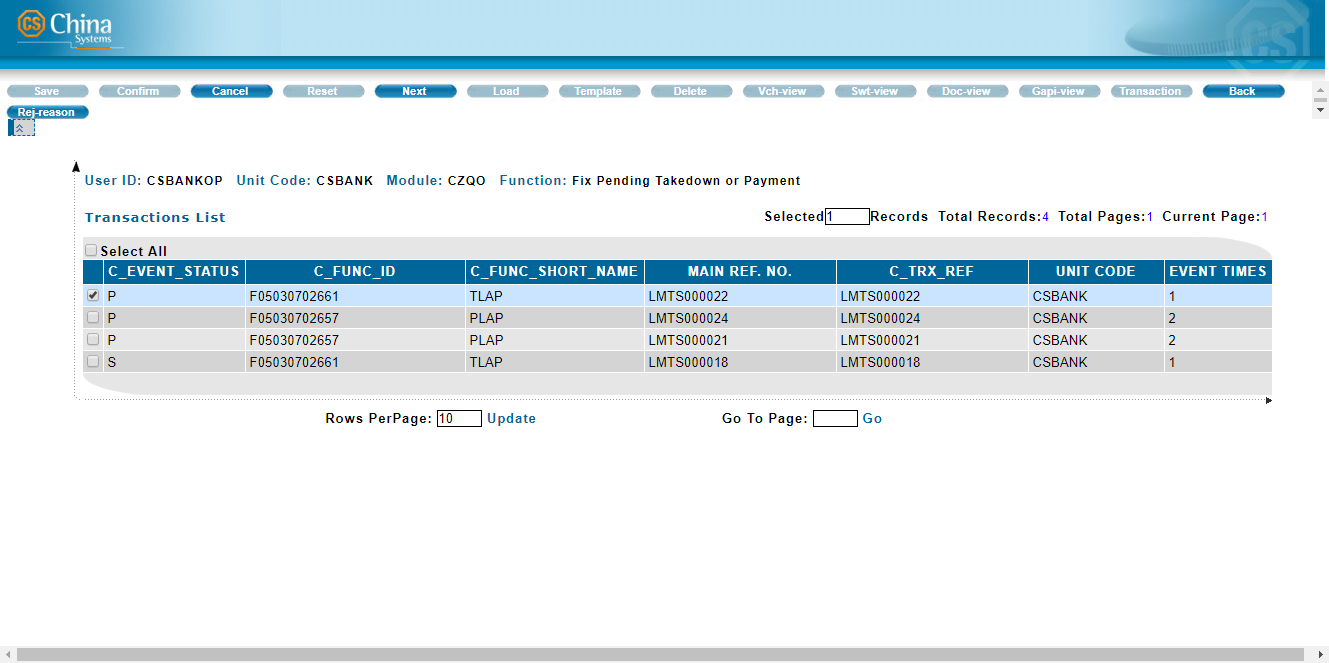 CS China
Systems
Save Confirm Cancel Reset Next Load Template Delete Vch-view Swt-view Doc-view Gapi-view Transaction Back
Rej-reason
User ID: CSBANKOP Unit Code: CSBANK Module: CZQO Function: Fix Pending Takedown or Payment
Transactions List Selected 1 Records Total Records:4 Total Pages:1 Current Page:1
Select All
C_EVENT_STATUS C_FUNC_ID C_FUNC_SHORT_NAME MAIN REF. NO. C_TRX_REF UNIT CODE EVENT TIMES
P F05030702661 TLAP LMTS000022 LMTS000022 CSBANK 1
P F05030702657 PLAP LMTS000024 LMTS000024 CSBANK 2
P F05030702657 PLAP LMTS000021 LMTS000021 CSBANK 2
S F05030702661 TLAP LMTS000018 LMTS000018 CSBANK 1
Rows PerPage: 10 Update Go To Page: Go